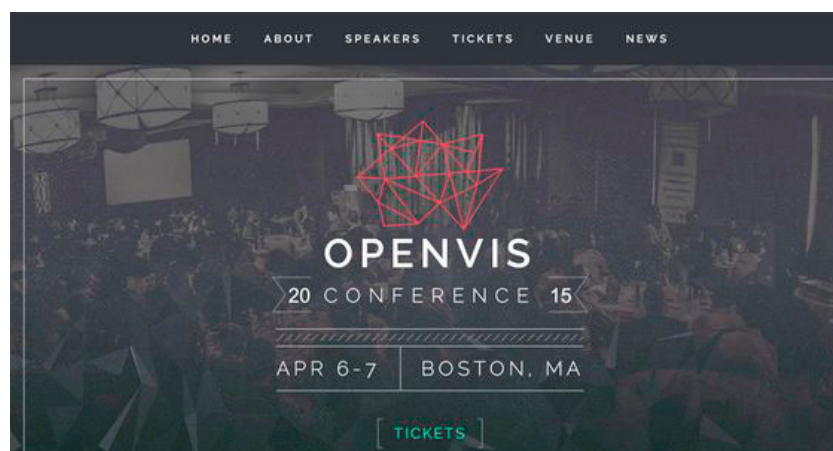 HOME ABOUT SPEAKERS TICKETS VENUE NEWS
OPENVIS
20 CONFERENCE 15
APR 6-7 BOSTON, MA
TICKETS